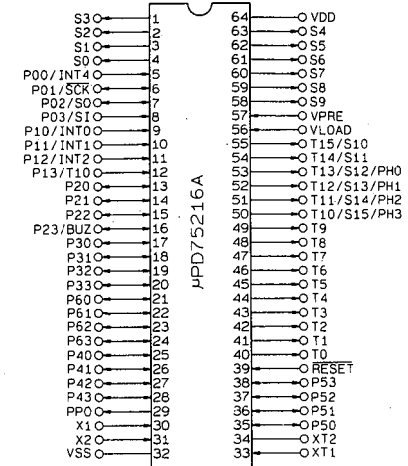 S3 1 64 VDD
S2 2 63 S4
S1 3 62 S5
S0 4 61 S6
P00/INT4 5 60 S7
P01/S̅C̅K̅ 6 59 S8
P02/SO 7 58 S9
P03/SI 8 57 VPRE
P10/INT0 9 56 VLOAD
P11/INT1 10 55 T15/S10
P12/INT2 11 54 T14/S11
P13/TI0 12 53 T13/S12/PH0
P20 13 52 T12/S13/PH1
P21 14 51 T11/S14/PH2
P22 15 50 T10/S15/PH3
P23/BUZ 16 49 T9
P30 17 48 T8
P31 18 47 T7
P32 19 46 T6
P33 20 45 T5
P60 21 44 T4
P61 22 43 T3
P62 23 42 T2
P63 24 41 T1
P40 25 40 T0
P41 26 39 R̅E̅S̅E̅T̅
P42 27 38 P53
P43 28 37 P52
PPO 29 36 P51
X1 30 35 P50
X2 31 34 XT2
VSS 32 33 XT1
μPD75216A